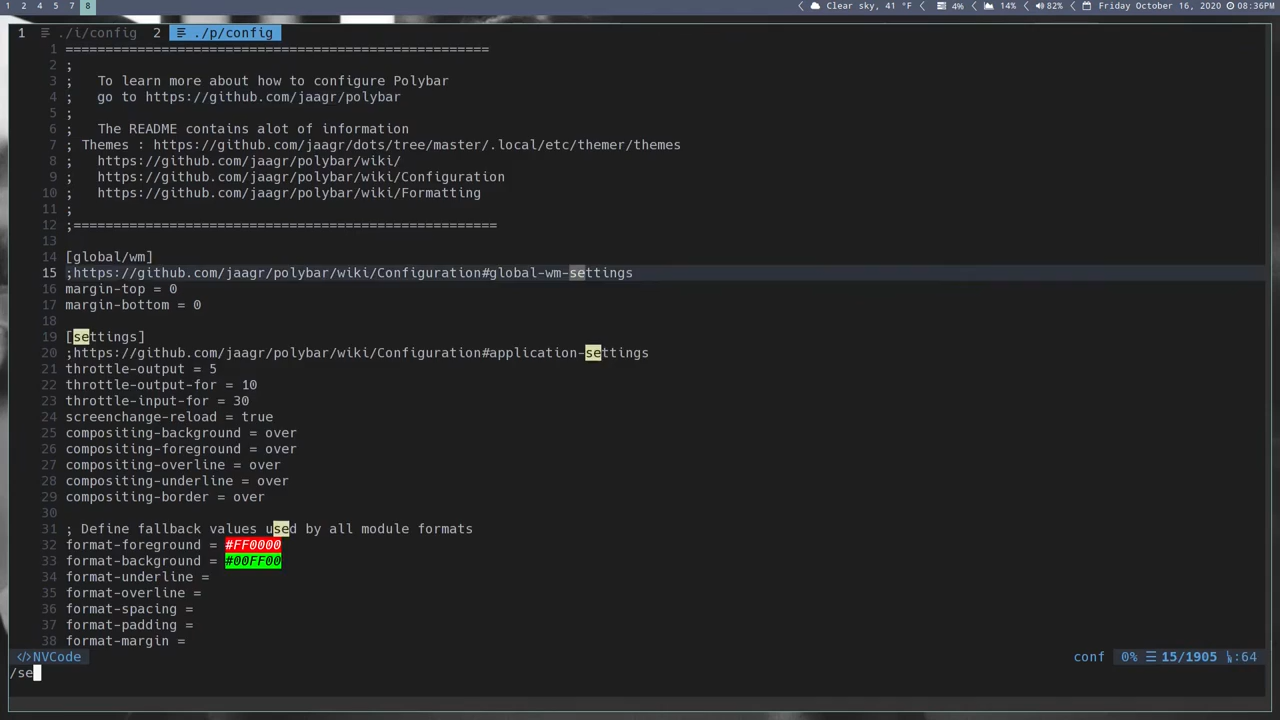 1 2 4 5 7 8 Clear sky, 41 °F 4% 14% 82% Friday October 16, 2020 08:36PM
1 ./i/config 2 ./p/config
1 =====================================================
2 ;
3 ;   To learn more about how to configure Polybar
4 ;   go to https://github.com/jaagr/polybar
5 ;
6 ;   The README contains alot of information
7 ; Themes : https://github.com/jaagr/dots/tree/master/.local/etc/themer/themes
8 ;   https://github.com/jaagr/polybar/wiki/
9 ;   https://github.com/jaagr/polybar/wiki/Configuration
10 ;   https://github.com/jaagr/polybar/wiki/Formatting
11 ;
12 ;=====================================================
13
14 [global/wm]
15 ;https://github.com/jaagr/polybar/wiki/Configuration#global-wm-settings
16 margin-top = 0
17 margin-bottom = 0
18
19 [settings]
20 ;https://github.com/jaagr/polybar/wiki/Configuration#application-settings
21 throttle-output = 5
22 throttle-output-for = 10
23 throttle-input-for = 30
24 screenchange-reload = true
25 compositing-background = over
26 compositing-foreground = over
27 compositing-overline = over
28 compositing-underline = over
29 compositing-border = over
30
31 ; Define fallback values used by all module formats
32 format-foreground = #FF0000
33 format-background = #00FF00
34 format-underline =
35 format-overline =
36 format-spacing =
37 format-padding =
38 format-margin =
</>NVCode conf 0% ☰ 15/1905 :64
/se